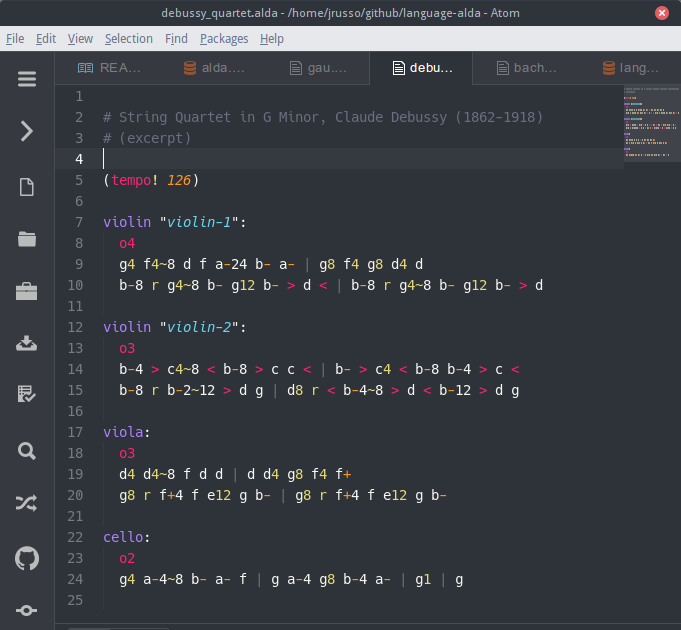 debussy_quartet.alda - /home/jrusso/github/language-alda - Atom
File Edit View Selection Find Packages Help
REA... alda.... gau.... debu... bach... lang...
1
2 # String Quartet in G Minor, Claude Debussy (1862-1918)
3 # (excerpt)
4
5 (tempo! 126)
6
7 violin "violin-1":
8 o4
9 g4 f4~8 d f a-24 b- a- | g8 f4 g8 d4 d
10 b-8 r g4~8 b- g12 b- > d < | b-8 r g4~8 b- g12 b- > d
11
12 violin "violin-2":
13 o3
14 b-4 > c4~8 < b-8 > c c < | b- > c4 < b-8 b-4 > c <
15 b-8 r b-2~12 > d g | d8 r < b-4~8 > d < b-12 > d g
16
17 viola:
18 o3
19 d4 d4~8 f d d | d d4 g8 f4 f+
20 g8 r f+4 f e12 g b- | g8 r f+4 f e12 g b-
21
22 cello:
23 o2
24 g4 a-4~8 b- a- f | g a-4 g8 b-4 a- | g1 | g
25